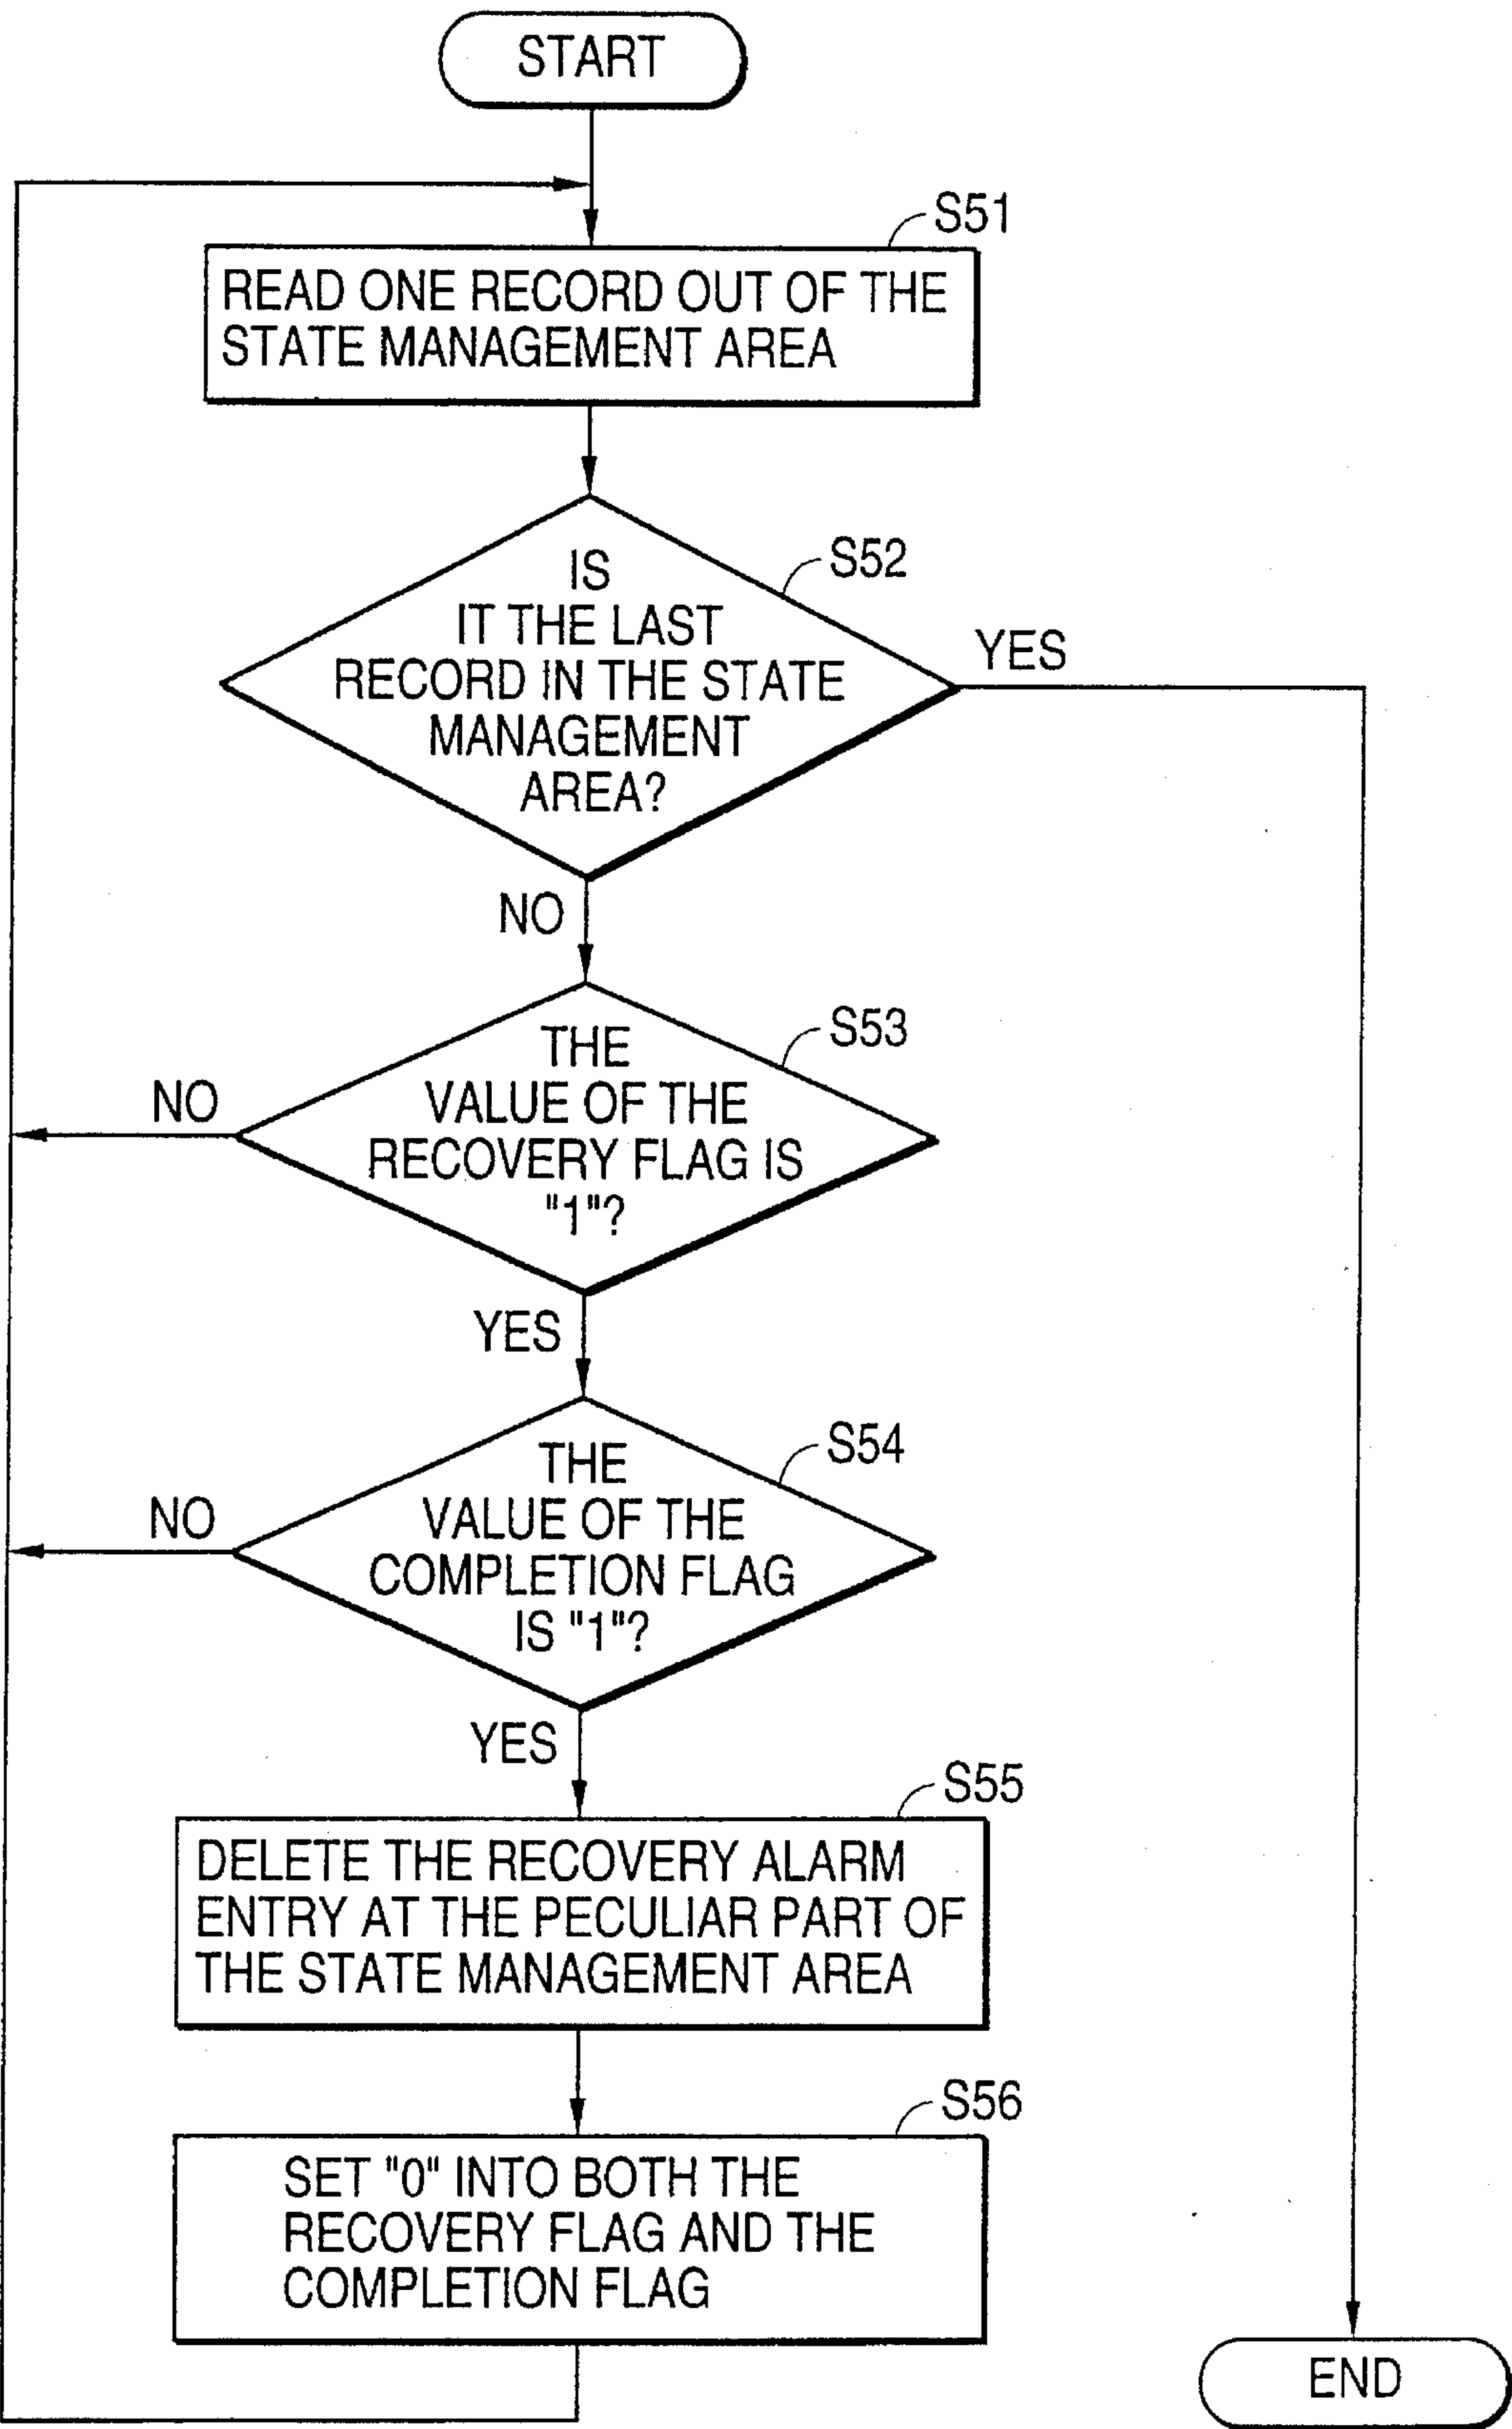 START
S51
READ ONE RECORD OUT OF THE
STATE MANAGEMENT AREA
S52
IS
IT THE LAST
RECORD IN THE STATE
MANAGEMENT
AREA?
YES
NO
S53
THE
VALUE OF THE
RECOVERY FLAG IS
"1"?
NO
YES
S54
THE
VALUE OF THE
COMPLETION FLAG
IS "1"?
NO
YES
S55
DELETE THE RECOVERY ALARM
ENTRY AT THE PECULIAR PART OF
THE STATE MANAGEMENT AREA
S56
SET "0" INTO BOTH THE
RECOVERY FLAG AND THE
COMPLETION FLAG
END